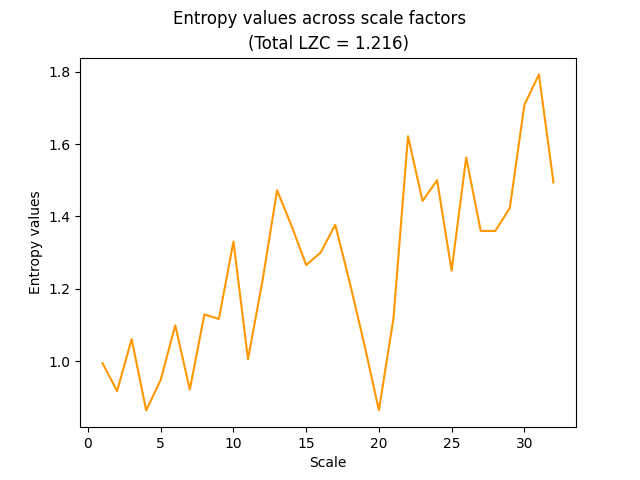 Entropy values across scale factors
(Total LZC = 1.216)
1.8
1.6
1.4
1.2
1.0
Entropy values
0 5 10 15 20 25 30
Scale